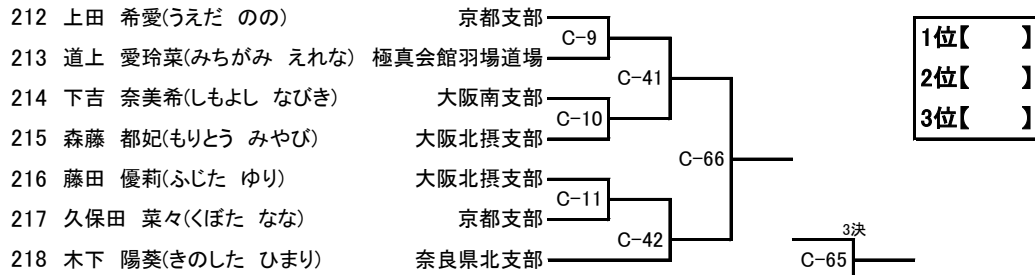 212 上田 希愛(うえだ のの) 京都支部
C-9
213 道上 愛玲菜(みちがみ えれな) 極真会館羽場道場
C-41
214 下吉 奈美希(しもよし なびき) 大阪南支部
C-10
215 森藤 都妃(もりとう みやび) 大阪北摂支部
C-66
216 藤田 優莉(ふじた ゆり) 大阪北摂支部
C-11
217 久保田 菜々(くぼた なな) 京都支部
C-42
218 木下 陽葵(きのした ひまり) 奈良県北支部
3決
C-65
1位【 】
2位【 】
3位【 】